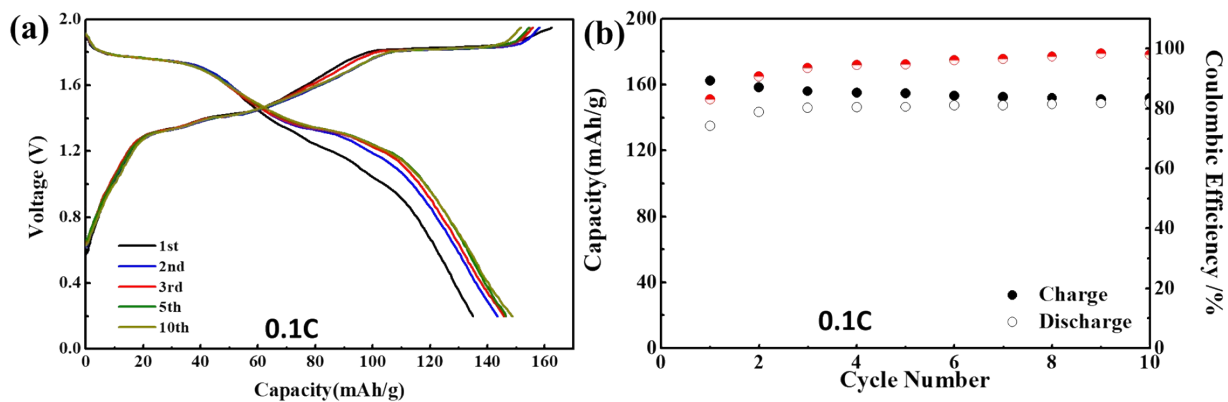 (a)
2.0
1.6
1.2
0.8
0.4
0.0
Voltage (V)
1st
2nd
3rd
5th
10th
0.1C
0 20 40 60 80 100 120 140 160
Capacity(mAh/g)
(b)
200
160
120
80
40
0
Capacity(mAh/g)
Charge
Discharge
0.1C
0 2 4 6 8 10
Cycle Number
100
80
60
40
20
0
Coulombic Efficiency /%